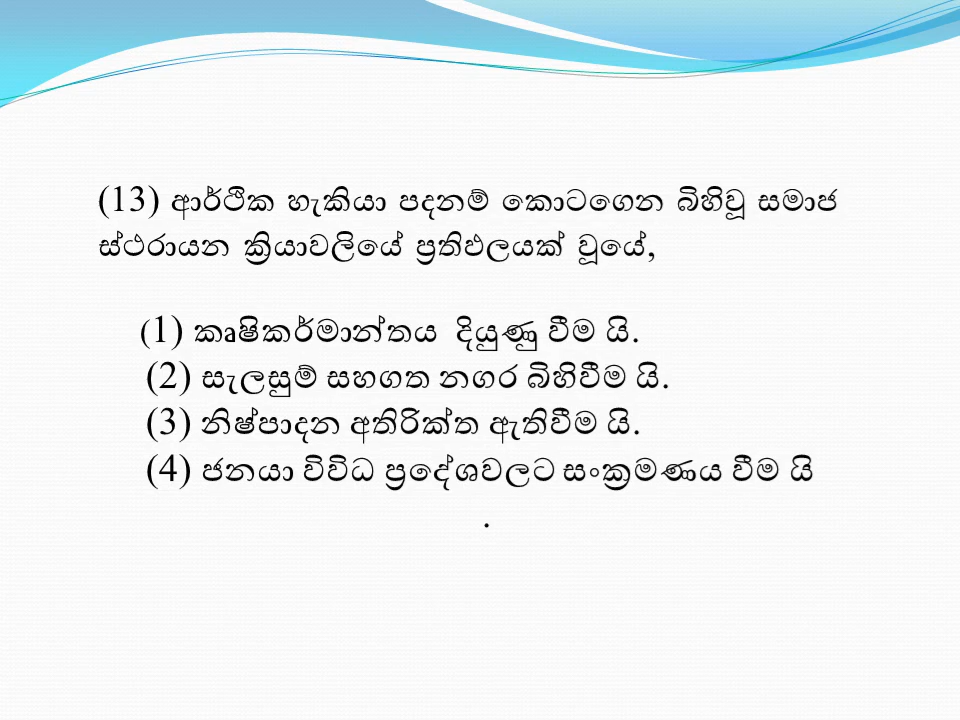 (13) ආර්ථික හැකියා පදනම් කොටගෙන බිහිවූ සමාජ
ස්ථරායන ක්‍රියාවලියේ ප්‍රතිඵලයක් වූයේ,
(1) කෘෂිකර්මාන්තය දියුණු වීම යි.
(2) සැලසුම් සහගත නගර බිහිවීම යි.
(3) නිෂ්පාදන අතිරික්ත ඇතිවීම යි.
(4) ජනයා විවිධ ප්‍රදේශවලට සංක්‍රමණය වීම යි
.